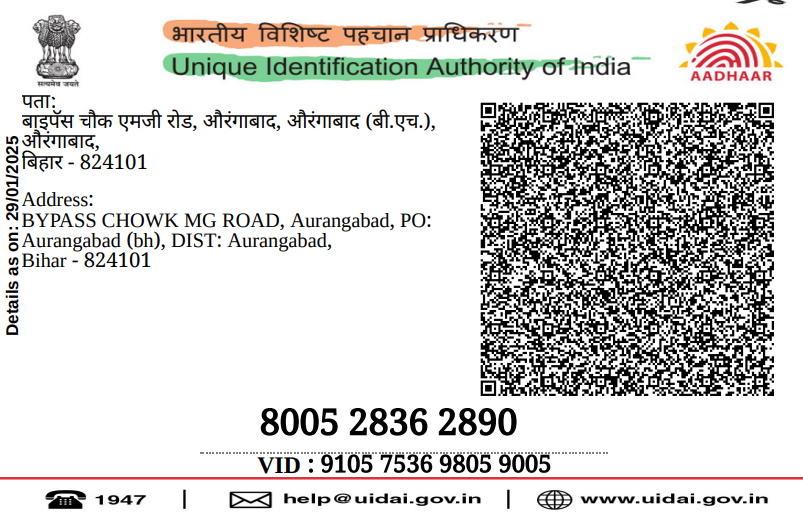 भारतीय विशिष्ट पहचान प्राधिकरण
Unique Identification Authority of India
सत्यमेव जयते
AADHAAR
पता:
बाइपॅस चौक एमजी रोड, औरंगाबाद, औरंगाबाद (बी.एच.),
औरंगाबाद,
बिहार - 824101
Address:
BYPASS CHOWK MG ROAD, Aurangabad, PO:
Aurangabad (bh), DIST: Aurangabad,
Bihar - 824101
Details as on: 29/01/2025
8005 2836 2890
VID : 9105 7536 9805 9005
1947 | help@uidai.gov.in | www.uidai.gov.in